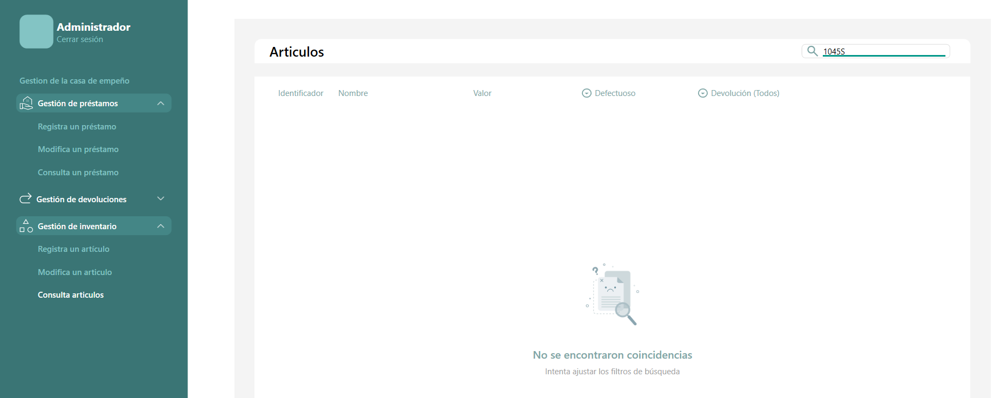 Administrador
Cerrar sesión
Gestion de la casa de empeño
Gestión de préstamos
Registra un préstamo
Modifica un préstamo
Consulta un préstamo
Gestión de devoluciones
Gestión de inventario
Registra un artículo
Modifica un articulo
Consulta articulos
Articulos
1045S
Identificador Nombre Valor Defectuoso Devolución (Todos)
?
No se encontraron coincidencias
Intenta ajustar los filtros de búsqueda